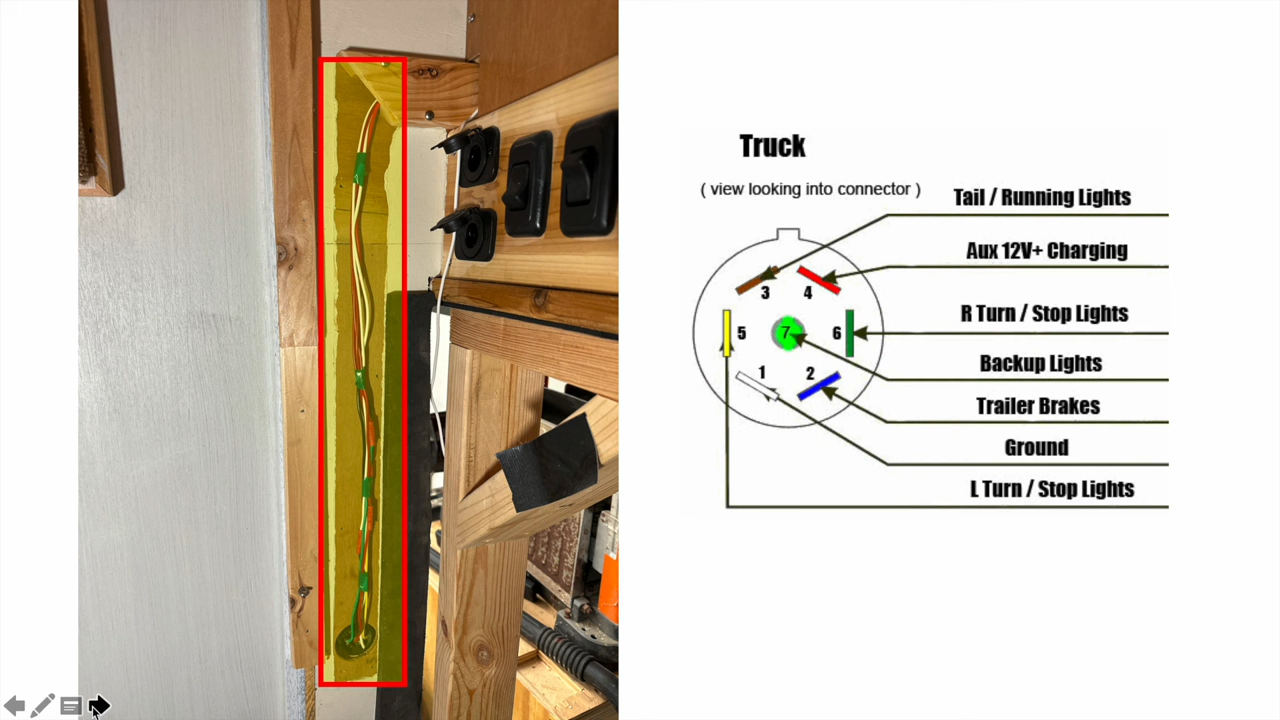 Truck
( view looking into connector )
Tail / Running Lights
Aux 12V+ Charging
R Turn / Stop Lights
Backup Lights
Trailer Brakes
Ground
L Turn / Stop Lights
3
4
5
7
6
1
2